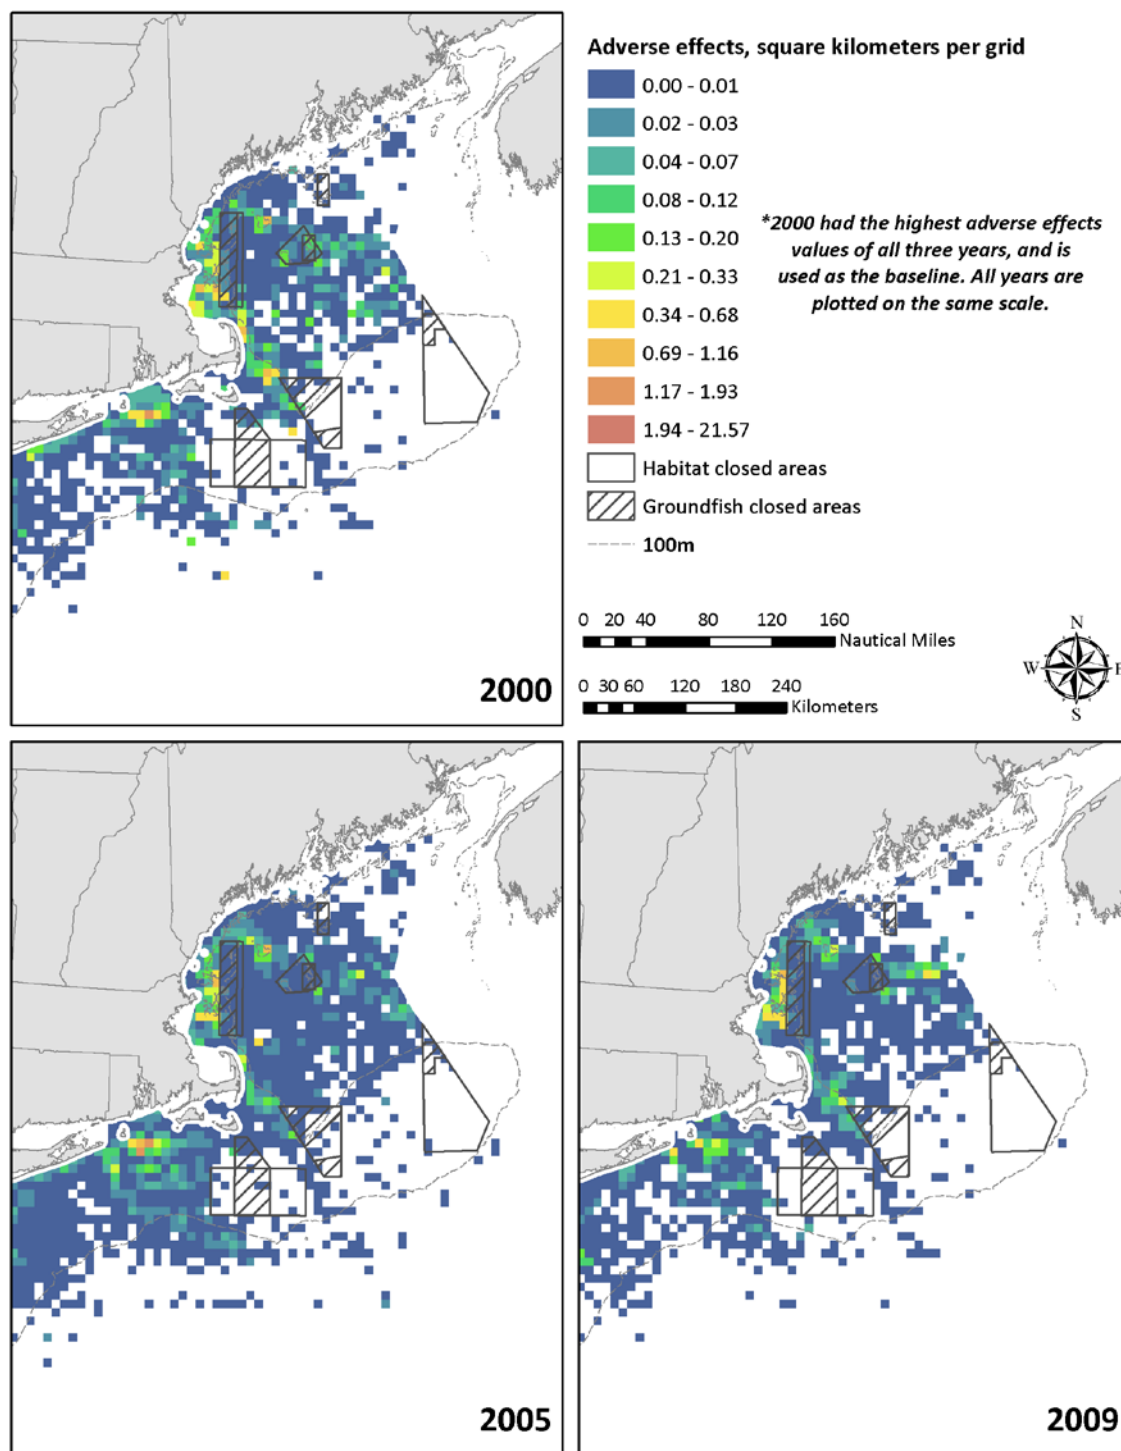 Adverse effects, square kilometers per grid
0.00 - 0.01
0.02 - 0.03
0.04 - 0.07
0.08 - 0.12
0.13 - 0.20
0.21 - 0.33
0.34 - 0.68
0.69 - 1.16
1.17 - 1.93
1.94 - 21.57
Habitat closed areas
Groundfish closed areas
100m
*2000 had the highest adverse effects
values of all three years, and is
used as the baseline. All years are
plotted on the same scale.
0 20 40 80 120 160
Nautical Miles
0 30 60 120 180 240
Kilometers
N
W E
S
2000
2005
2009